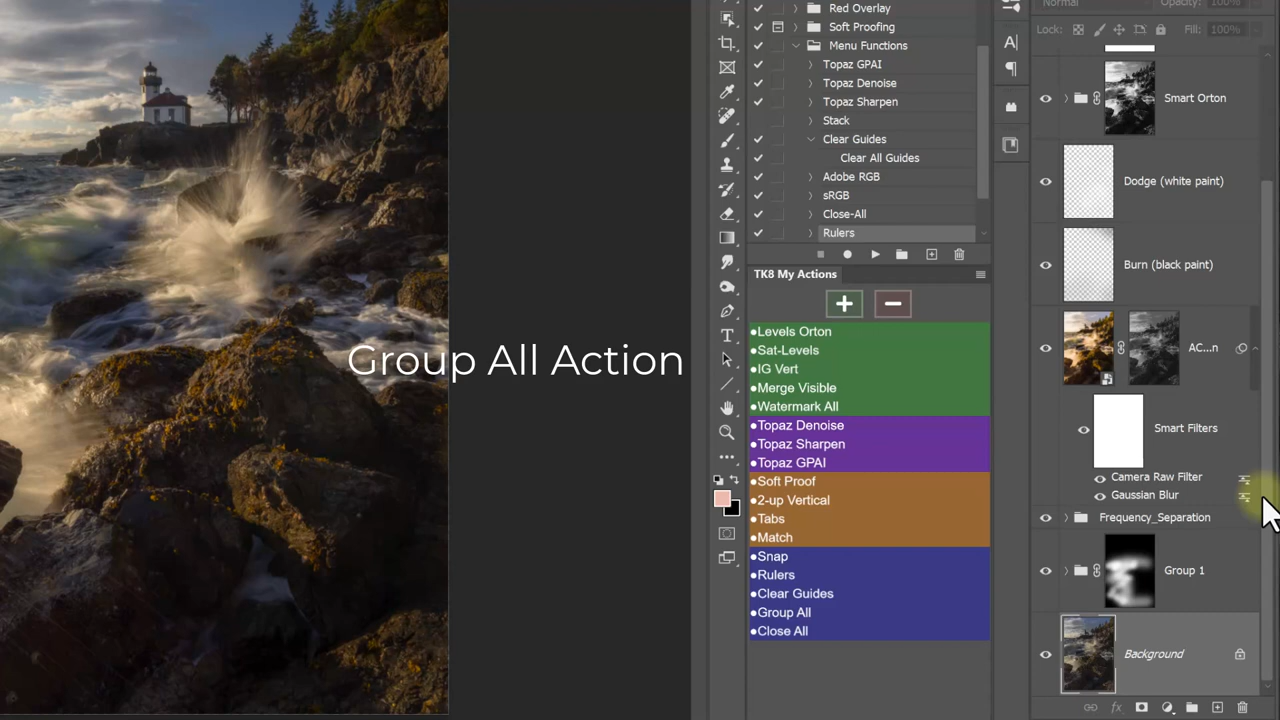 Red Overlay
Soft Proofing
Menu Functions
Topaz GPAI
Topaz Denoise
Topaz Sharpen
Stack
Clear Guides
Clear All Guides
Adobe RGB
sRGB
Close-All
Rulers
TK8 My Actions
Levels Orton
Sat-Levels
IG Vert
Merge Visible
Watermark All
Topaz Denoise
Topaz Sharpen
Topaz GPAI
Soft Proof
2-up Vertical
Tabs
Match
Snap
Rulers
Clear Guides
Group All
Close All
Group All Action
Normal
Opacity: 100%
Lock:
Fill: 100%
Smart Orton
Dodge (white paint)
Burn (black paint)
AC...n
Smart Filters
Camera Raw Filter
Gaussian Blur
Frequency_Separation
Group 1
Background
fx